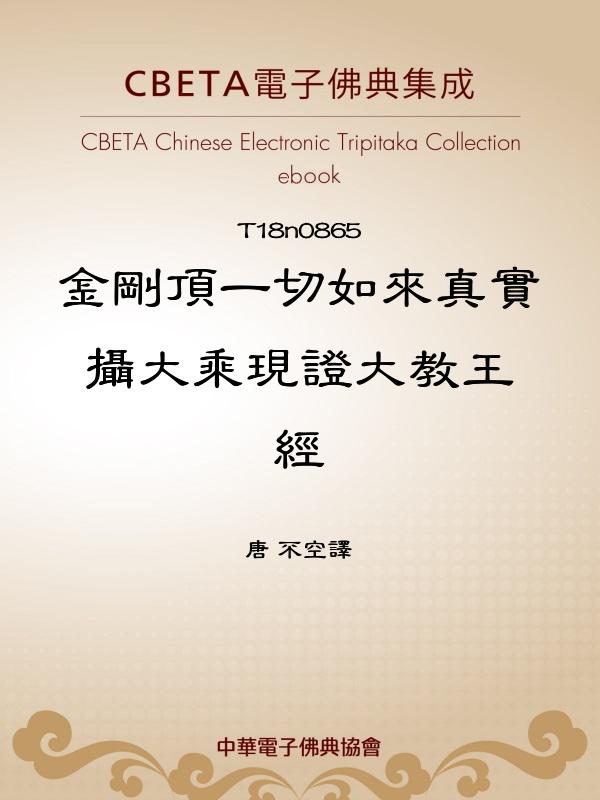 CBETA電子佛典集成
CBETA Chinese Electronic Tripitaka Collection
ebook
T18n0865
金剛頂一切如來真實
攝大乘現證大教王
經
唐 不空譯
中華電子佛典協會